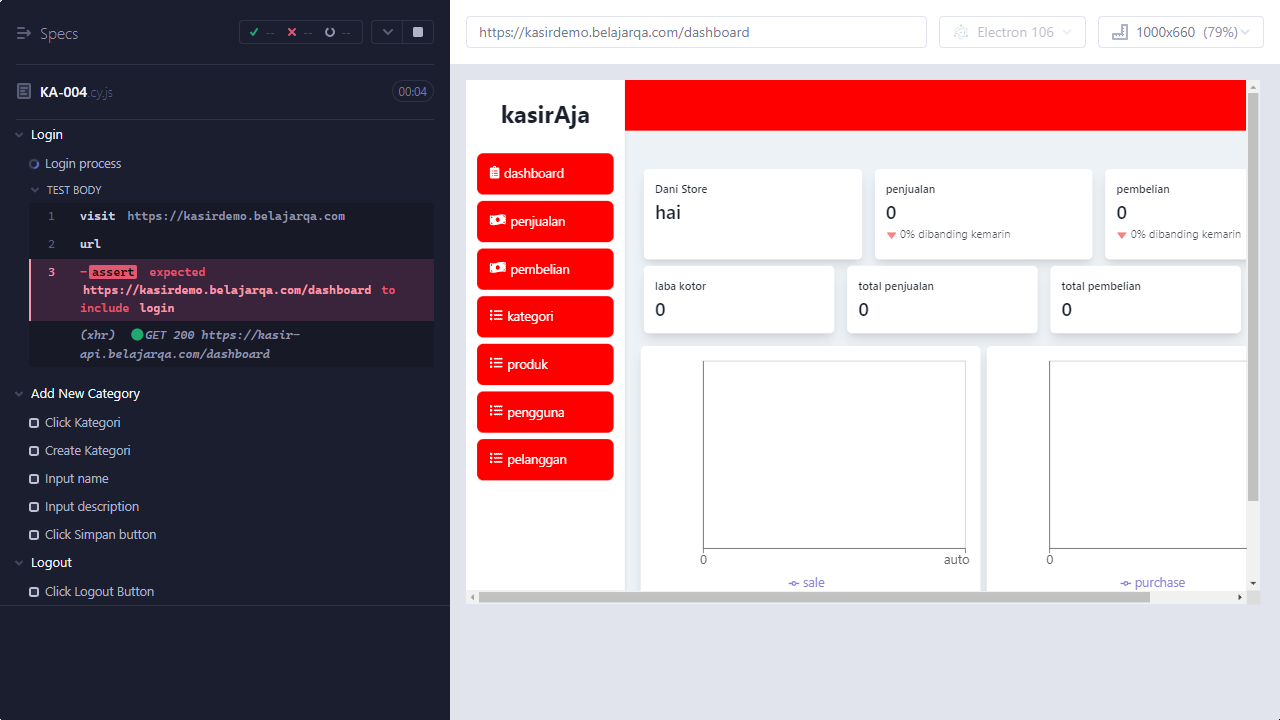 Specs
-- -- --
KA-004.cy.js
00:04
Login
Login process
TEST BODY
1 visit https://kasirdemo.belajarqa.com
2 url
3 -assert expected
https://kasirdemo.belajarqa.com/dashboard to
include login
(xhr) GET 200 https://kasir-
api.belajarqa.com/dashboard
Add New Category
Click Kategori
Create Kategori
Input name
Input description
Click Simpan button
Logout
Click Logout Button
https://kasirdemo.belajarqa.com/dashboard
Electron 106
1000x660 (79%)
kasirAja
dashboard
penjualan
pembelian
kategori
produk
pengguna
pelanggan
Dani Store
hai
penjualan
0
0% dibanding kemarin
pembelian
0
0% dibanding kemarin
laba kotor
0
total penjualan
0
total pembelian
0
0 auto
sale
0
purchase